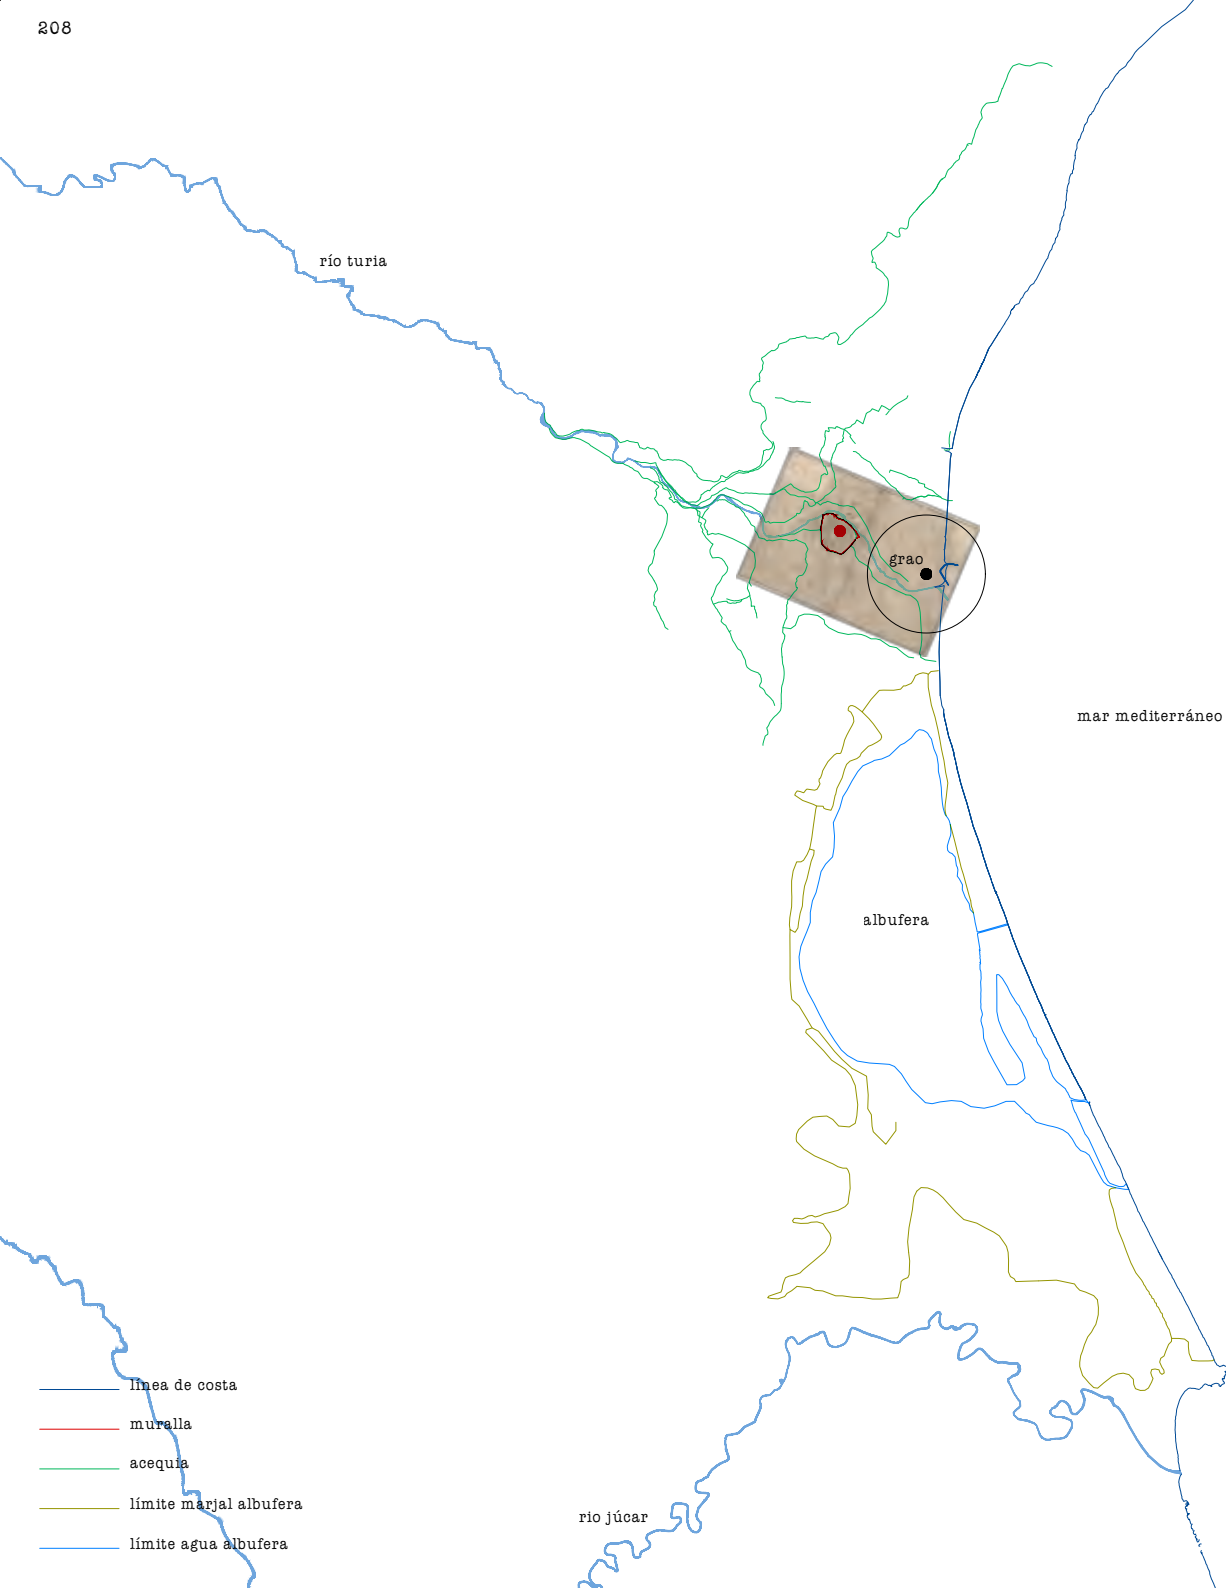 208
río turia
grao
mar mediterráneo
albufera
línea de costa
muralla
acequia
límite marjal albufera
rio júcar
límite agua albufera